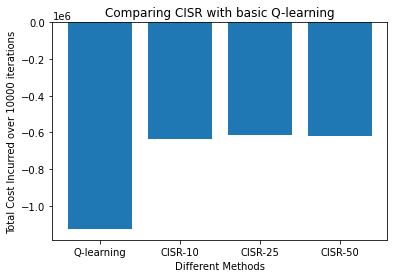 Comparing CISR with basic Q-learning
1e6
0.0
−0.2
−0.4
−0.6
−0.8
−1.0
Total Cost Incurred over 10000 iterations
Q-learning CISR-10 CISR-25 CISR-50
Different Methods